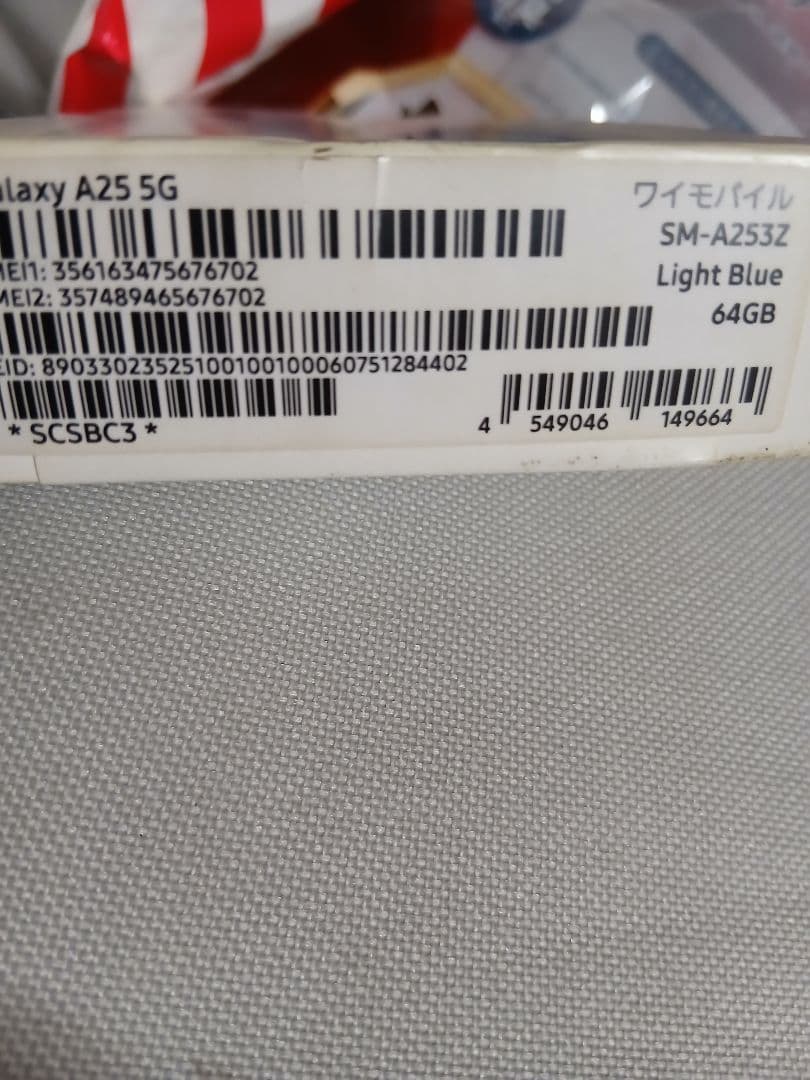 alaxy A25 5G
ワイモバイル
SM-A253Z
MEI1: 356163475676702
Light Blue
MEI2: 357489465676702
64GB
EID: 89033023525100100100060751284402
* SCSBC3 *
4 549046 149664